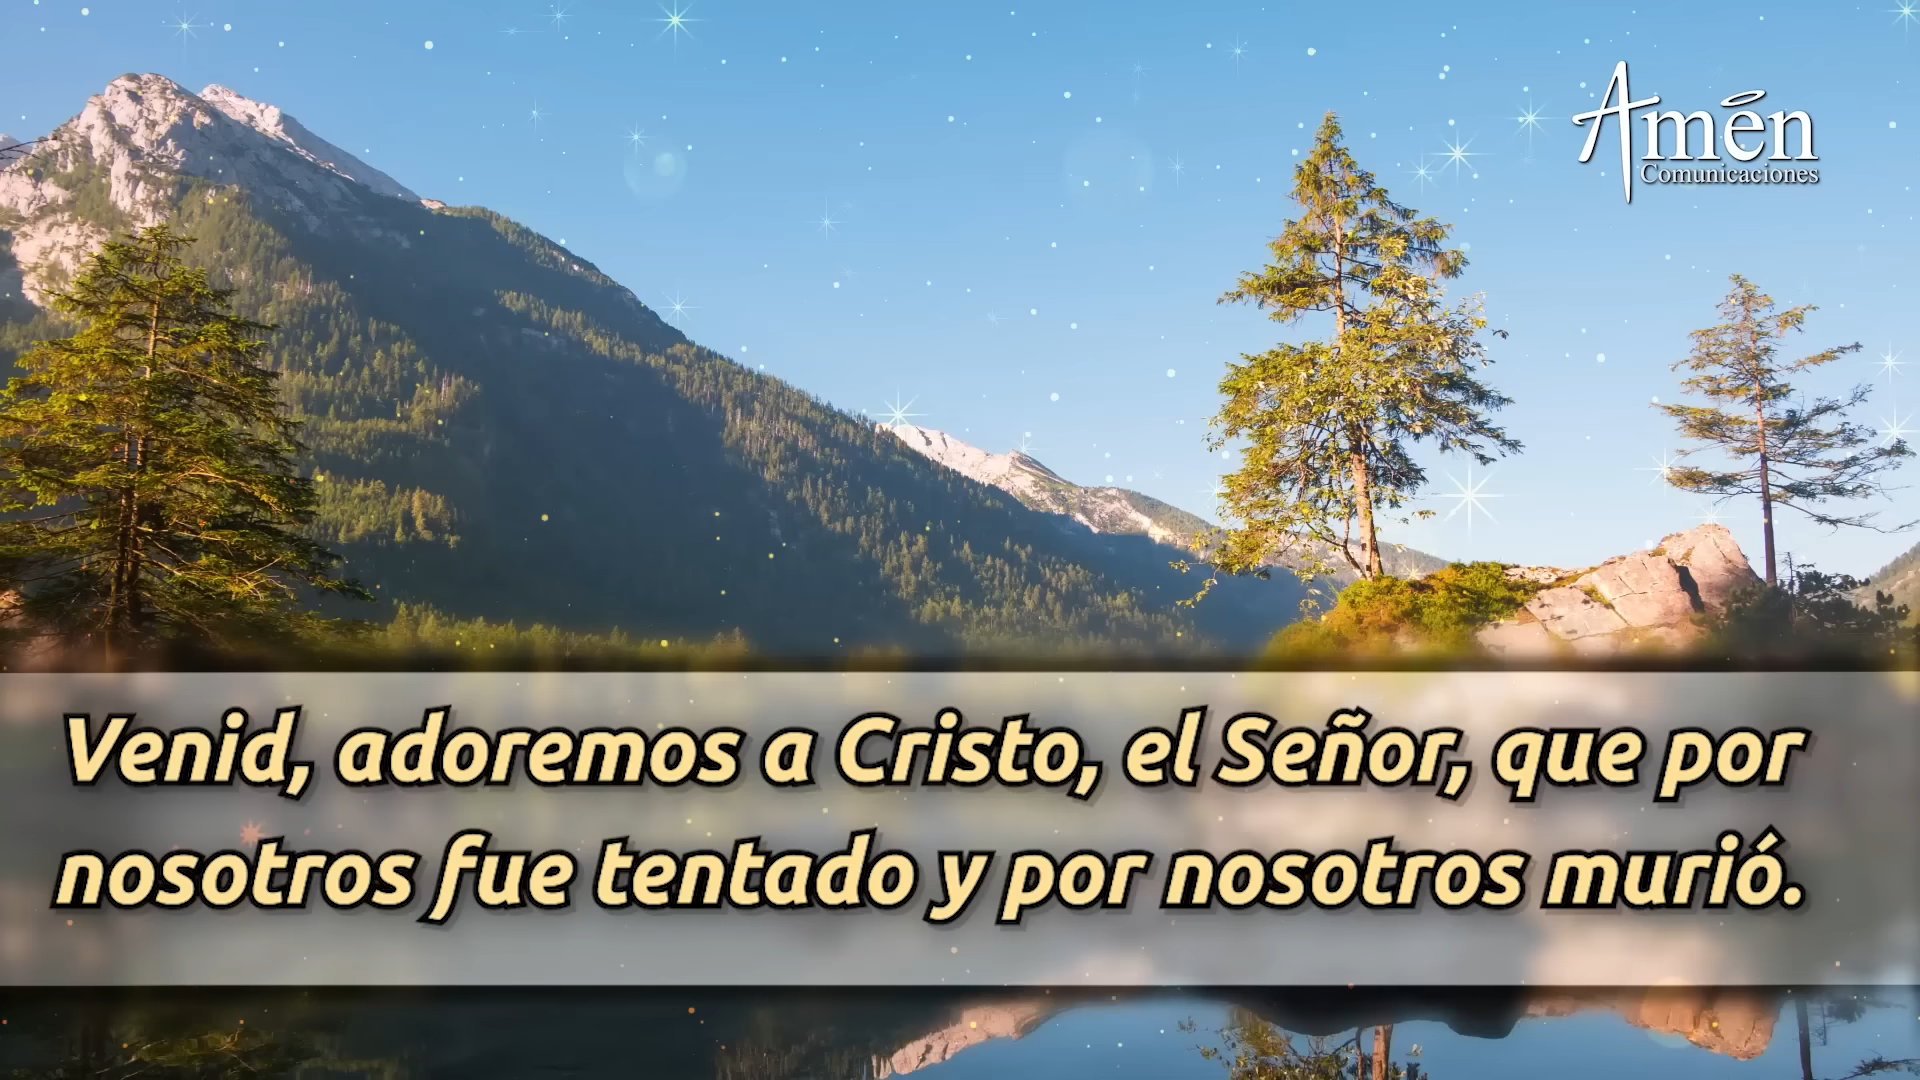 Amén
Comunicaciones
Venid, adoremos a Cristo, el Señor, que por
nosotros fue tentado y por nosotros murió.